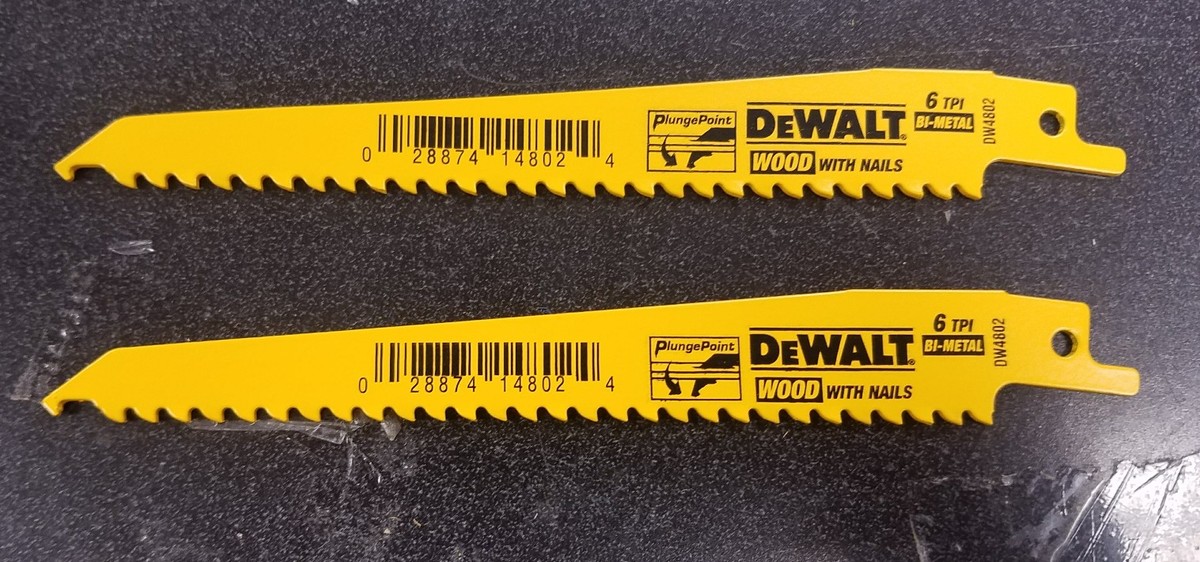 PlungePoint
DEWALT®
6 TPI
BI-METAL
DW4802
WOOD WITH NAILS
0 28874 14802 4
PlungePoint
DEWALT®
6 TPI
BI-METAL
DW4802
WOOD WITH NAILS
0 28874 14802 4